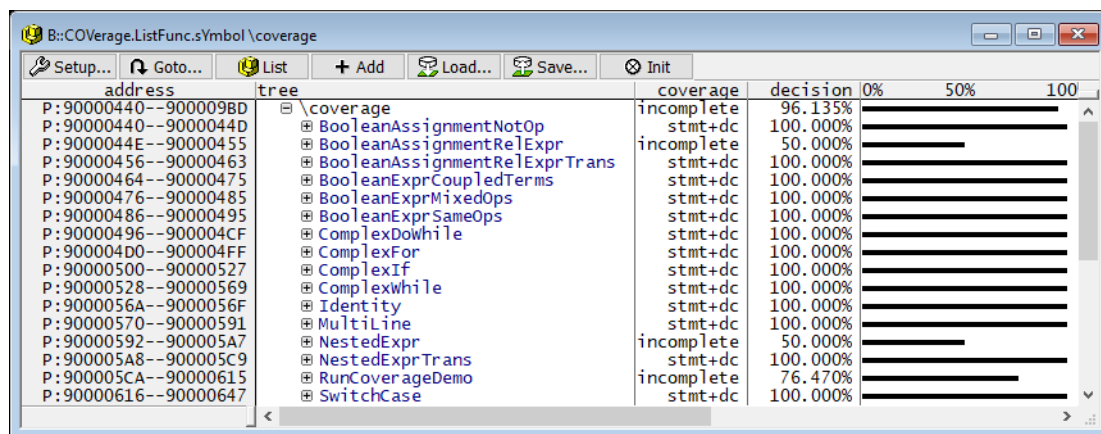 B::COVerage.ListFunc.sYmbol \coverage
Setup... Goto... List + Add Load... Save... Init
address tree coverage decision 0% 50% 100
P:90000440--900009BD \coverage incomplete 96.135%
P:90000440--9000044D BooleanAssignmentNotOp stmt+dc 100.000%
P:9000044E--90000455 BooleanAssignmentRelExpr incomplete 50.000%
P:90000456--90000463 BooleanAssignmentRelExprTrans stmt+dc 100.000%
P:90000464--90000475 BooleanExprCoupledTerms stmt+dc 100.000%
P:90000476--90000485 BooleanExprMixedOps stmt+dc 100.000%
P:90000486--90000495 BooleanExprSameOps stmt+dc 100.000%
P:90000496--900004CF ComplexDoWhile stmt+dc 100.000%
P:900004D0--900004FF ComplexFor stmt+dc 100.000%
P:90000500--90000527 ComplexIf stmt+dc 100.000%
P:90000528--90000569 ComplexWhile stmt+dc 100.000%
P:9000056A--9000056F Identity stmt+dc 100.000%
P:90000570--90000591 MultiLine stmt+dc 100.000%
P:90000592--900005A7 NestedExpr incomplete 50.000%
P:900005A8--900005C9 NestedExprTrans stmt+dc 100.000%
P:900005CA--90000615 RunCoverageDemo incomplete 76.470%
P:90000616--90000647 SwitchCase stmt+dc 100.000%